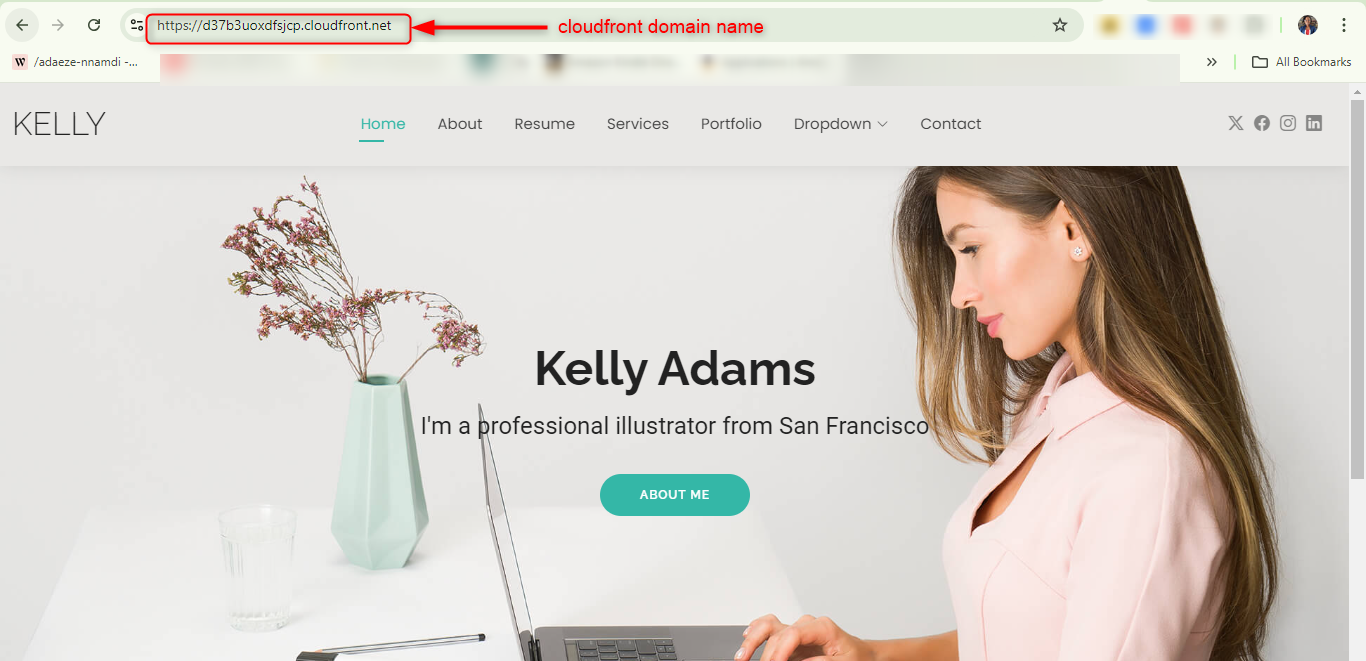 https://d37b3uoxdfsjcp.cloudfront.net
cloudfront domain name
W /adaeze-nnamdi -...
» All Bookmarks
KELLY
Home About Resume Services Portfolio Dropdown Contact
Kelly Adams
I'm a professional illustrator from San Francisco
ABOUT ME